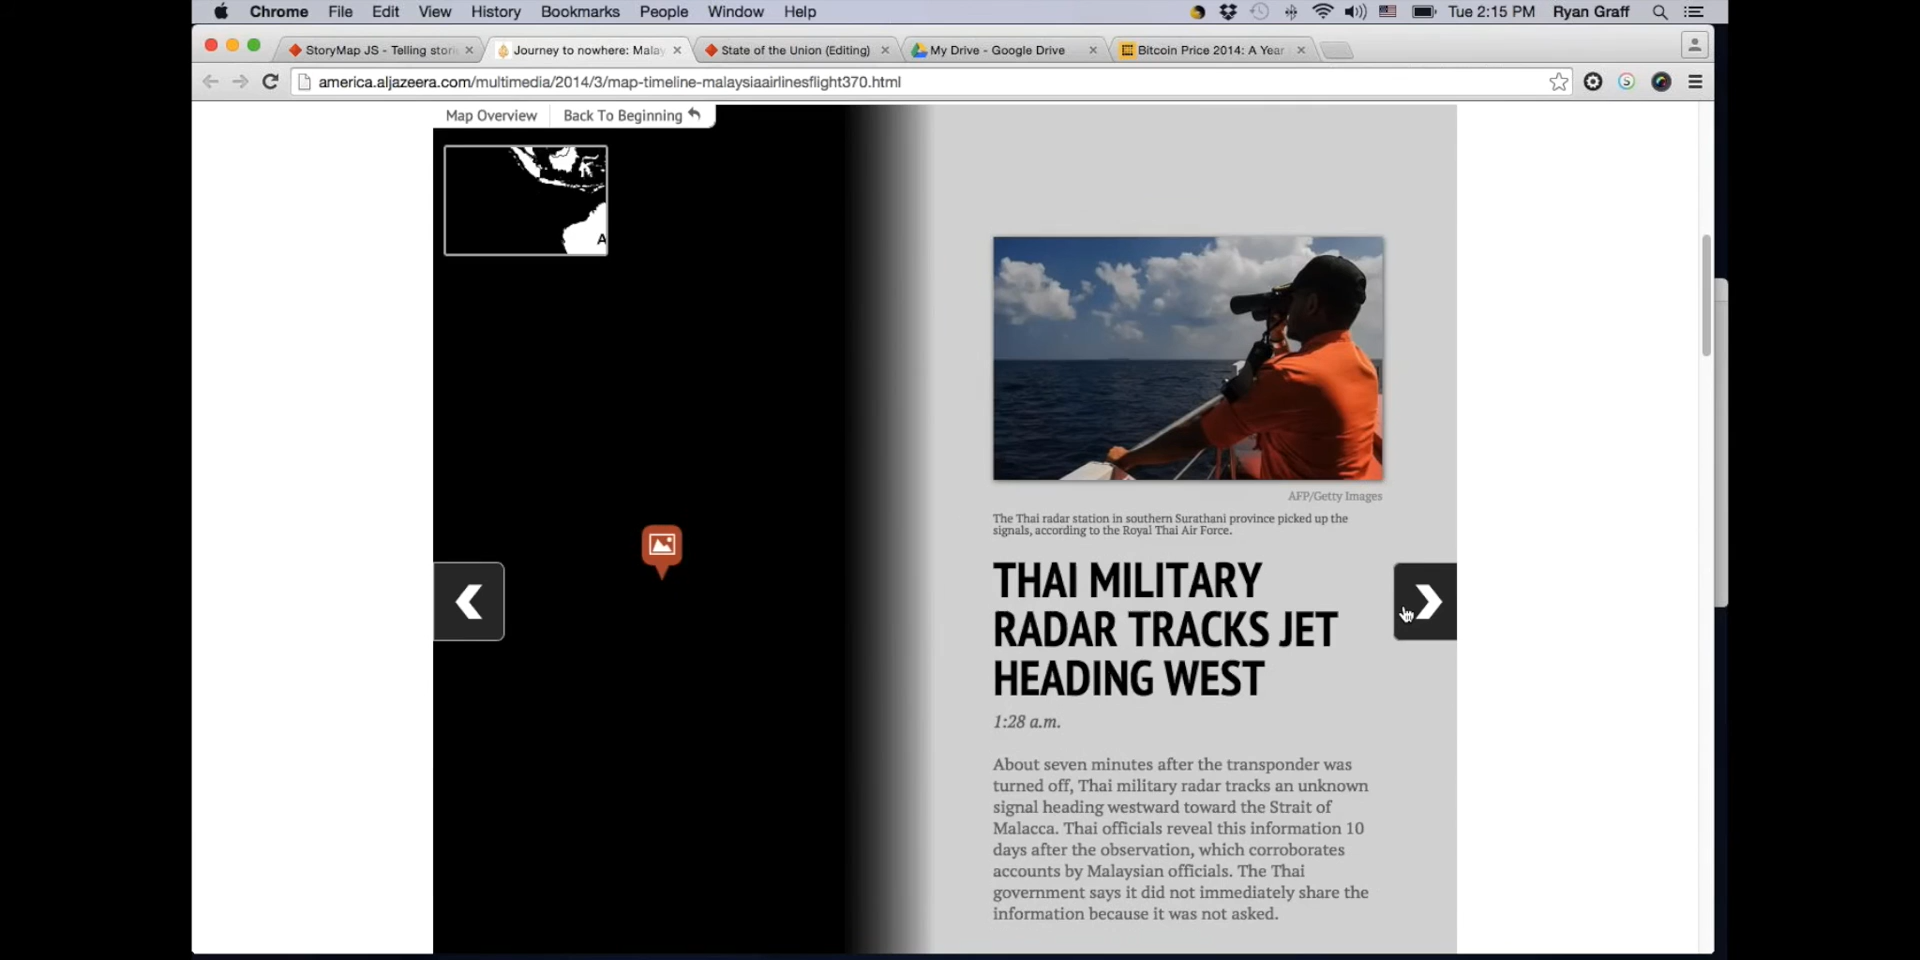 Chrome File Edit View History Bookmarks People Window Help Tue 2:15 PM Ryan Graff
StoryMap JS - Telling stori
Journey to nowhere: Malay
State of the Union (Editing)
My Drive - Google Drive
Bitcoin Price 2014: A Year
america.aljazeera.com/multimedia/2014/3/map-timeline-malaysiaairlinesflight370.html
Map Overview
Back To Beginning
A
AFP/Getty Images
The Thai radar station in southern Surathani province picked up the
signals, according to the Royal Thai Air Force.
THAI MILITARY
RADAR TRACKS JET
HEADING WEST
1:28 a.m.
About seven minutes after the transponder was
turned off, Thai military radar tracks an unknown
signal heading westward toward the Strait of
Malacca. Thai officials reveal this information 10
days after the observation, which corroborates
accounts by Malaysian officials. The Thai
government says it did not immediately share the
information because it was not asked.